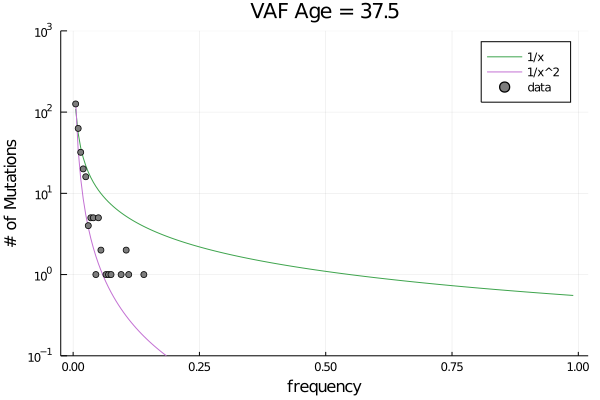 VAF Age = 37.5
10^3
10^2
10^1
10^0
10^-1
# of Mutations
1/x
1/x^2
data
0.00 0.25 0.50 0.75 1.00
frequency